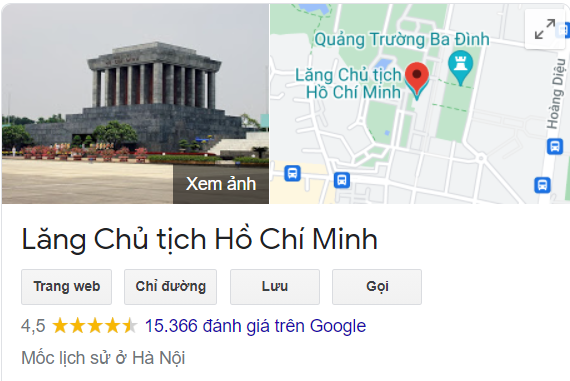 Quảng Trường Ba Đình
Lăng Chủ tịch
Hồ Chí Minh
Hoàng Diệu
Xem ảnh
Lăng Chủ tịch Hồ Chí Minh
Trang web
Chỉ đường
Lưu
Gọi
4,5 15.366 đánh giá trên Google
Mốc lịch sử ở Hà Nội